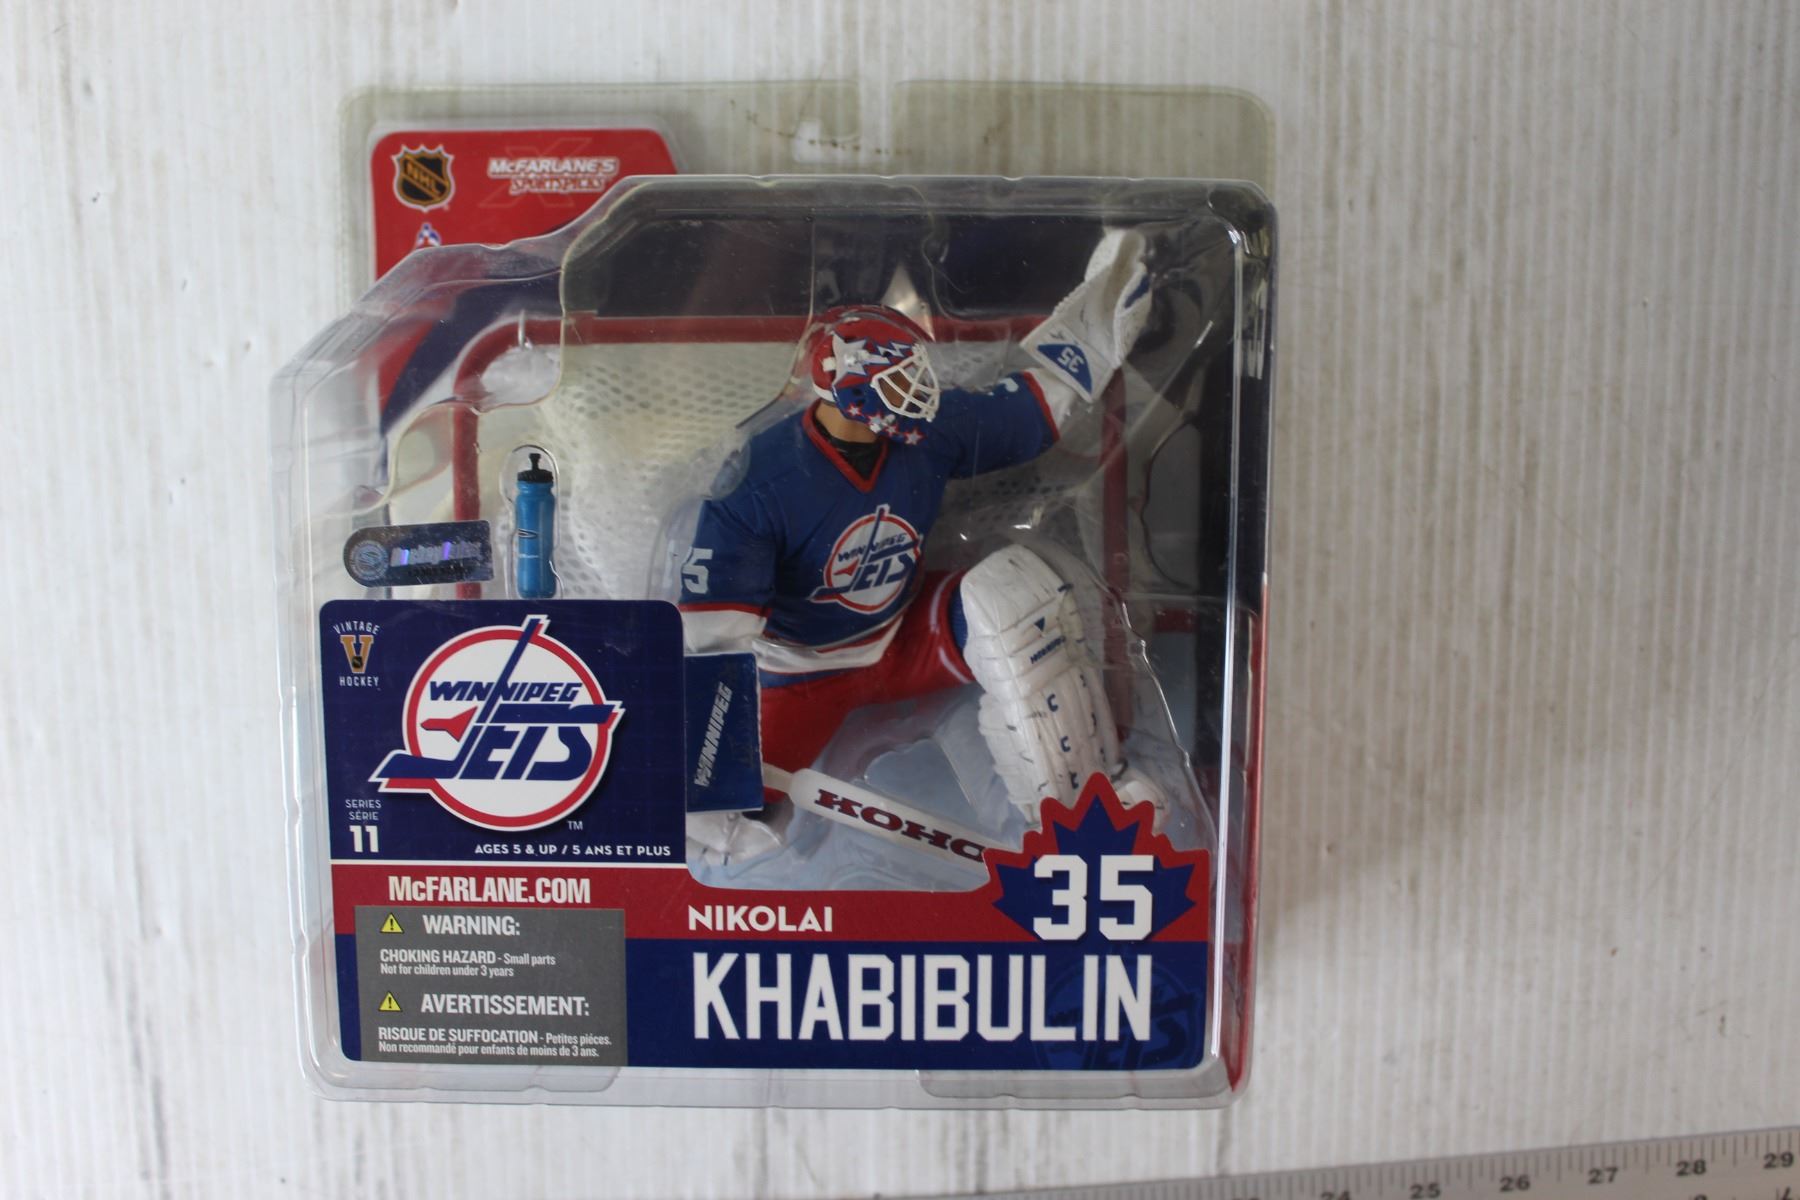 NHL
McFARLANE'S
SPORTSPICKS
35
WINNIPEG
JETS
35
WINNIPEG
KOHO
VINTAGE
V
HOCKEY
WINNIPEG
JETS
TM
SERIES
SÉRIE
11
AGES 5 & UP / 5 ANS ET PLUS
McFARLANE.COM
WARNING:
CHOKING HAZARD - Small parts
Not for children under 3 years
AVERTISSEMENT:
RISQUE DE SUFFOCATION - Petites pièces.
Non recommandé pour enfants de moins de 3 ans.
NIKOLAI
35
KHABIBULIN
24 25 26 27 28 29